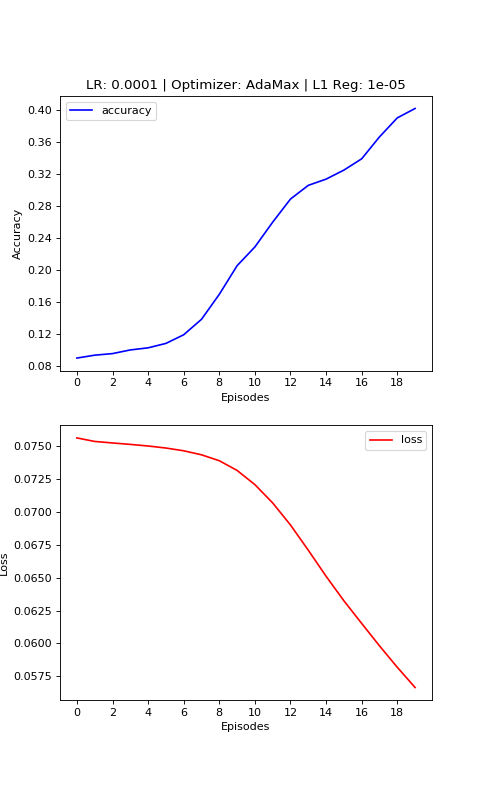 LR: 0.0001 | Optimizer: AdaMax | L1 Reg: 1e-05
accuracy
0.40
0.36
0.32
0.28
0.24
0.20
0.16
0.12
0.08
Accuracy
0 2 4 6 8 10 12 14 16 18
Episodes
loss
0.0750
0.0725
0.0700
0.0675
0.0650
0.0625
0.0600
0.0575
Loss
0 2 4 6 8 10 12 14 16 18
Episodes